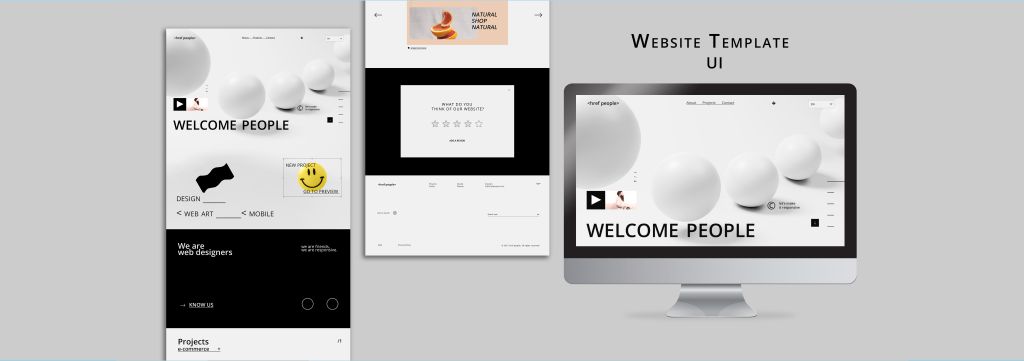 <href people>
WELCOME PEOPLE
NEW PROJECT
GO TO PREVIEW
DESIGN
< WEB ART
< MOBILE
We are
web designers
we are friends,
we are responsive.
→ KNOW US
Projects
e-commerce
NATURAL
SHOP
NATURAL
WHAT DO YOU
THINK OF OUR WEBSITE?
<href people>
WEBSITE TEMPLATE
UI
<href people>
About Projects Contact
©
let's make
it responsive
WELCOME PEOPLE